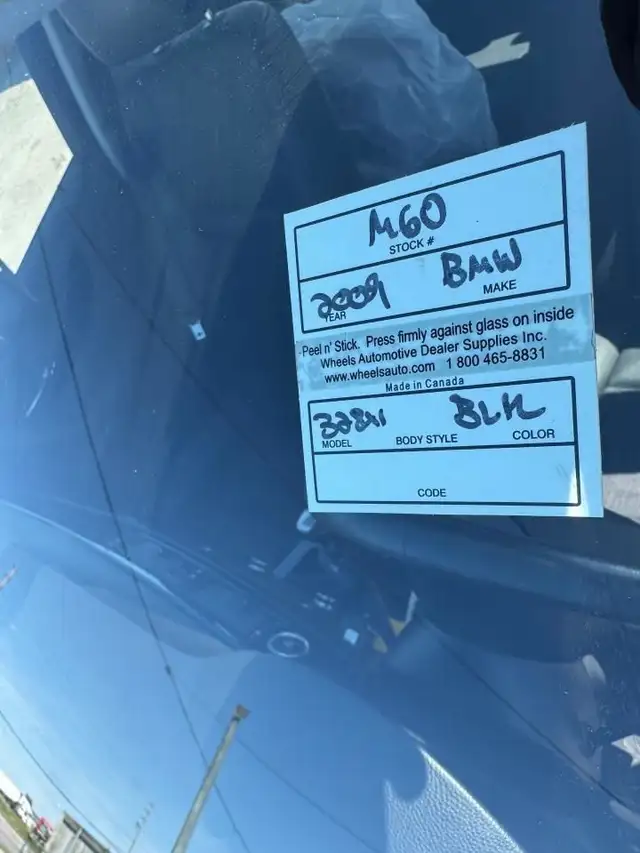 M60
STOCK #
2009 BMW
YEAR MAKE
Peel n' Stick. Press firmly against glass on inside
Wheels Automotive Dealer Supplies Inc.
www.wheelsauto.com 1 800 465-8831
Made in Canada
328xi BLK
MODEL BODY STYLE COLOR
CODE